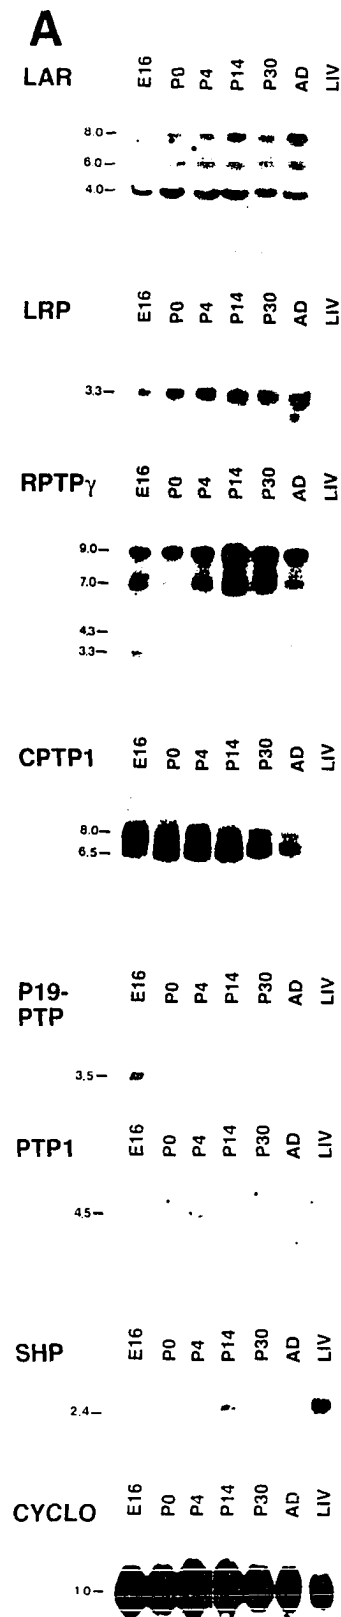 A
LAR E16 P0 P4 P14 P30 AD LIV
8.0
6.0
4.0
LRP E16 P0 P4 P14 P30 AD LIV
3.3
RPTPγ E16 P0 P4 P14 P30 AD LIV
9.0
7.0
4.3
3.3
CPTP1 E16 P0 P4 P14 P30 AD LIV
8.0
6.5
P19-
PTP E16 P0 P4 P14 P30 AD LIV
3.5
PTP1 E16 P0 P4 P14 P30 AD LIV
4.5
SHP E16 P0 P4 P14 P30 AD LIV
2.4
CYCLO E16 P0 P4 P14 P30 AD LIV
1.0